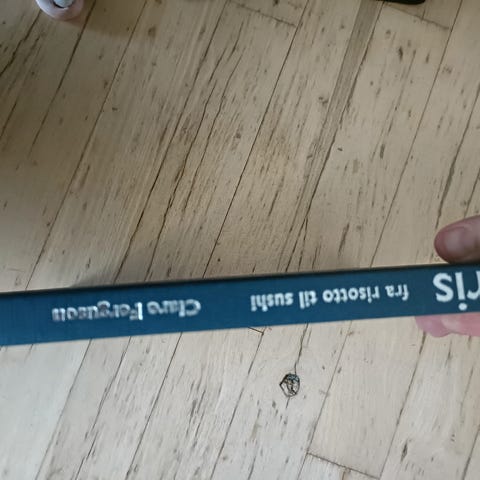 ris
fra risotto til sushi
Clare Ferguson